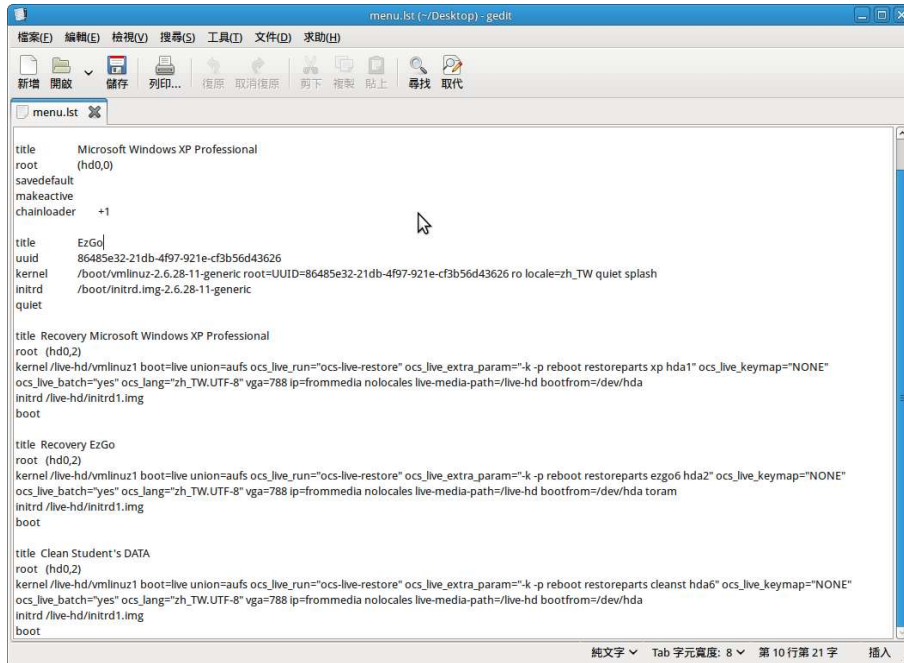 menu.lst (~/Desktop) - gedit
檔案(F) 編輯(E) 檢視(V) 搜尋(S) 工具(T) 文件(D) 求助(H)
新增 開啟 儲存 列印... 復原 取消復原 剪下 複製 貼上 尋找 取代
menu.lst
title Microsoft Windows XP Professional
root (hd0,0)
savedefault
makeactive
chainloader +1
title EzGo
uuid 86485e32-21db-4f97-921e-cf3b56d43626
kernel /boot/vmlinuz-2.6.28-11-generic root=UUID=86485e32-21db-4f97-921e-cf3b56d43626 ro locale=zh_TW quiet splash
initrd /boot/initrd.img-2.6.28-11-generic
quiet
title Recovery Microsoft Windows XP Professional
root (hd0,2)
kernel /live-hd/vmlinuz1 boot=live union=aufs ocs_live_run="ocs-live-restore" ocs_live_extra_param="-k -p reboot restoreparts xp hda1" ocs_live_keymap="NONE"
ocs_live_batch="yes" ocs_lang="zh_TW.UTF-8" vga=788 ip=frommedia nolocales live-media-path=/live-hd bootfrom=/dev/hda
initrd /live-hd/initrd1.img
boot
title Recovery EzGo
root (hd0,2)
kernel /live-hd/vmlinuz1 boot=live union=aufs ocs_live_run="ocs-live-restore" ocs_live_extra_param="-k -p reboot restoreparts ezgo6 hda2" ocs_live_keymap="NONE"
ocs_live_batch="yes" ocs_lang="zh_TW.UTF-8" vga=788 ip=frommedia nolocales live-media-path=/live-hd bootfrom=/dev/hda toram
initrd /live-hd/initrd1.img
boot
title Clean Student's DATA
root (hd0,2)
kernel /live-hd/vmlinuz1 boot=live union=aufs ocs_live_run="ocs-live-restore" ocs_live_extra_param="-k -p reboot restoreparts cleanst hda6" ocs_live_keymap="NONE"
ocs_live_batch="yes" ocs_lang="zh_TW.UTF-8" vga=788 ip=frommedia nolocales live-media-path=/live-hd bootfrom=/dev/hda
initrd /live-hd/initrd1.img
boot
純文字 Tab 字元寬度: 8 第 10 行第 21 字 插入